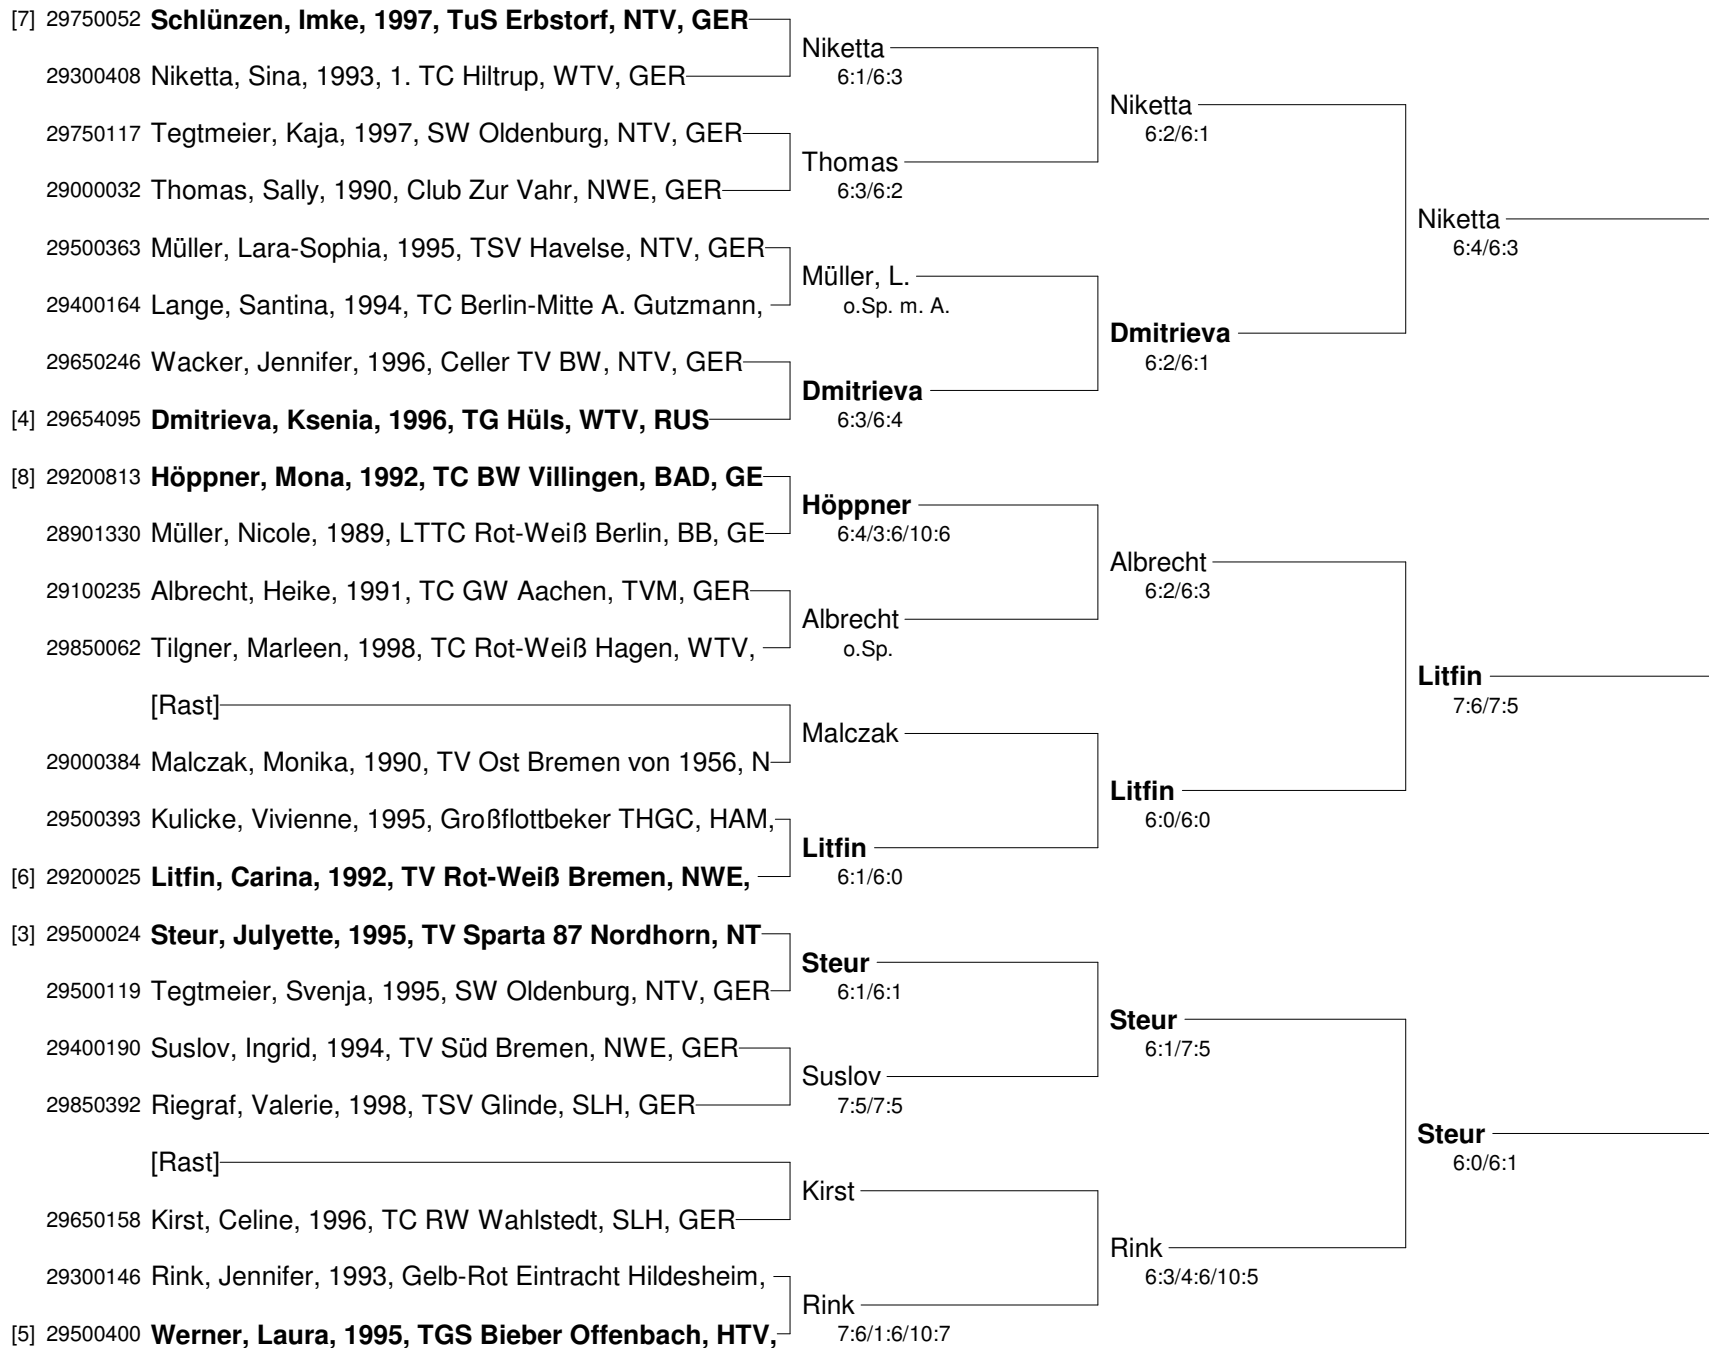 [7] 29750052 Schlünzen, Imke, 1997, TuS Erbstorf, NTV, GER
Niketta
29300408 Niketta, Sina, 1993, 1. TC Hiltrup, WTV, GER
6:1/6:3
Niketta
29750117 Tegtmeier, Kaja, 1997, SW Oldenburg, NTV, GER
6:2/6:1
Thomas
29000032 Thomas, Sally, 1990, Club Zur Vahr, NWE, GER
6:3/6:2
Niketta
29500363 Müller, Lara-Sophia, 1995, TSV Havelse, NTV, GER
6:4/6:3
Müller, L.
29400164 Lange, Santina, 1994, TC Berlin-Mitte A. Gutzmann,
o.Sp. m. A.
Dmitrieva
29650246 Wacker, Jennifer, 1996, Celler TV BW, NTV, GER
6:2/6:1
Dmitrieva
[4] 29654095 Dmitrieva, Ksenia, 1996, TG Hüls, WTV, RUS
6:3/6:4
[8] 29200813 Höppner, Mona, 1992, TC BW Villingen, BAD, GE
Höppner
28901330 Müller, Nicole, 1989, LTTC Rot-Weiß Berlin, BB, GE
6:4/3:6/10:6
Albrecht
29100235 Albrecht, Heike, 1991, TC GW Aachen, TVM, GER
6:2/6:3
Albrecht
29850062 Tilgner, Marleen, 1998, TC Rot-Weiß Hagen, WTV,
o.Sp.
Litfin
[Rast]
7:6/7:5
Malczak
29000384 Malczak, Monika, 1990, TV Ost Bremen von 1956, N
Litfin
29500393 Kulicke, Vivienne, 1995, Großflottbeker THGC, HAM,
6:0/6:0
Litfin
[6] 29200025 Litfin, Carina, 1992, TV Rot-Weiß Bremen, NWE,
6:1/6:0
[3] 29500024 Steur, Julyette, 1995, TV Sparta 87 Nordhorn, NT
Steur
29500119 Tegtmeier, Svenja, 1995, SW Oldenburg, NTV, GER
6:1/6:1
Steur
29400190 Suslov, Ingrid, 1994, TV Süd Bremen, NWE, GER
6:1/7:5
Suslov
29850392 Riegraf, Valerie, 1998, TSV Glinde, SLH, GER
7:5/7:5
Steur
[Rast]
6:0/6:1
Kirst
29650158 Kirst, Celine, 1996, TC RW Wahlstedt, SLH, GER
Rink
29300146 Rink, Jennifer, 1993, Gelb-Rot Eintracht Hildesheim,
6:3/4:6/10:5
Rink
[5] 29500400 Werner, Laura, 1995, TGS Bieber Offenbach, HTV,
7:6/1:6/10:7